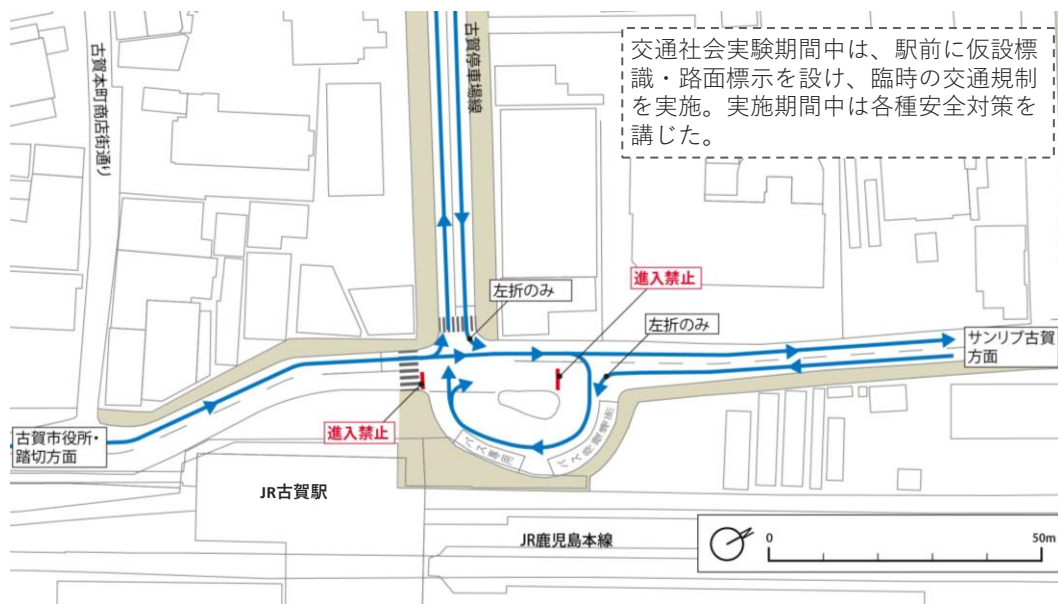 交通社会実験期間中は、駅前に仮設標
識・路面標示を設け、臨時の交通規制
を実施。実施期間中は各種安全対策を
講じた。
古賀本町商店街通り
古賀停車場線
左折のみ
進入禁止
左折のみ
サンリブ古賀
方面
進入禁止
古賀市役所・
踏切方面
バス専用
JR古賀駅
JR鹿児島本線
0
50m